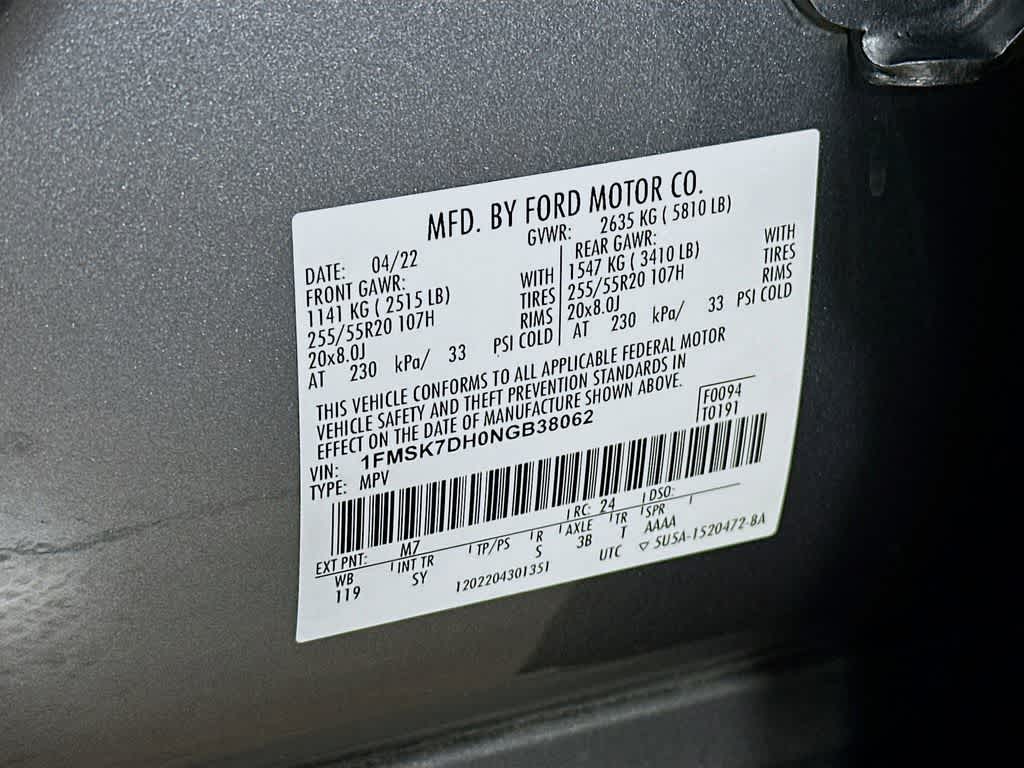 MFD. BY FORD MOTOR CO.
DATE: 04/22 GVWR: 2635 KG ( 5810 LB)
FRONT GAWR: REAR GAWR:
1141 KG ( 2515 LB) WITH 1547 KG ( 3410 LB) WITH
255/55R20 107H TIRES 255/55R20 107H TIRES
20x8.0J RIMS 20x8.0J RIMS
AT 230 kPa/ 33 PSI COLD AT 230 kPa/ 33 PSI COLD
THIS VEHICLE CONFORMS TO ALL APPLICABLE FEDERAL MOTOR
VEHICLE SAFETY AND THEFT PREVENTION STANDARDS IN
EFFECT ON THE DATE OF MANUFACTURE SHOWN ABOVE.
F0094
T0191
VIN: 1FMSK7DH0NGB38062
TYPE: MPV
EXT PNT: M7 RC: 24 DSO:
WB INT TR TP/PS R AXLE TR SPR
119 SY S 3B T AAAA
1202204301351 UTC ▽ 5U5A-1520472-BA